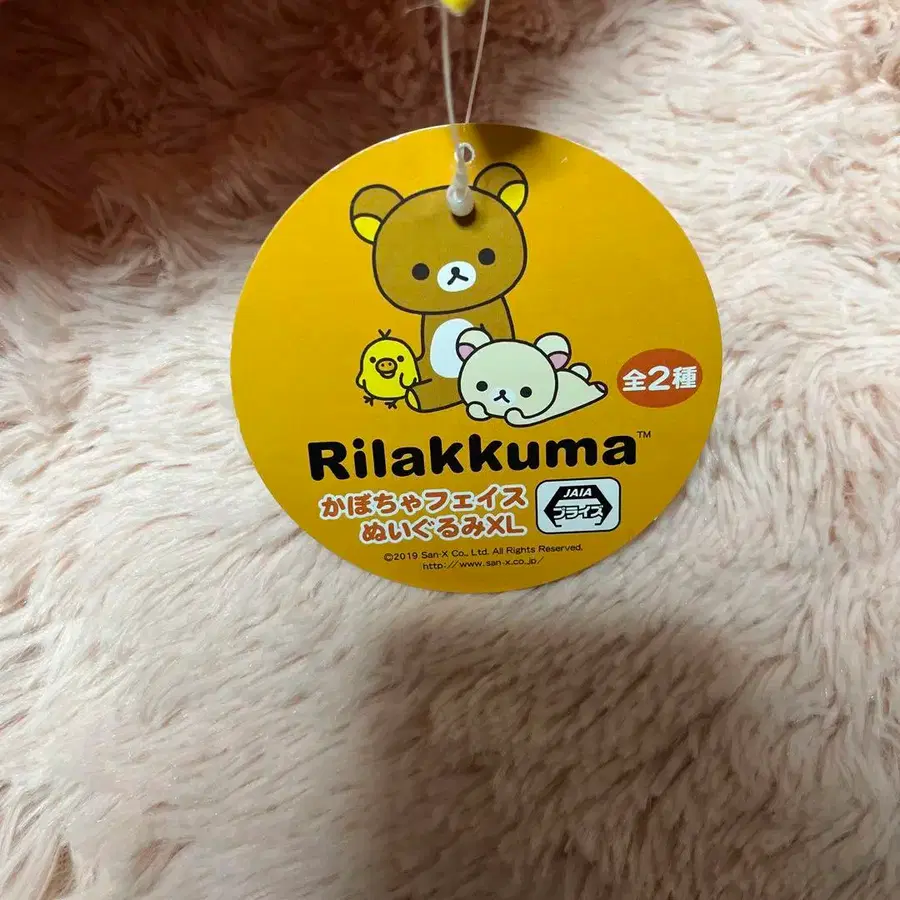 全2種
Rilakkuma™
かぼちゃフェイス
ぬいぐるみXL
JAIA
プライズ
©2019 San-X Co., Ltd. All Rights Reserved.
http://www.san-x.co.jp/